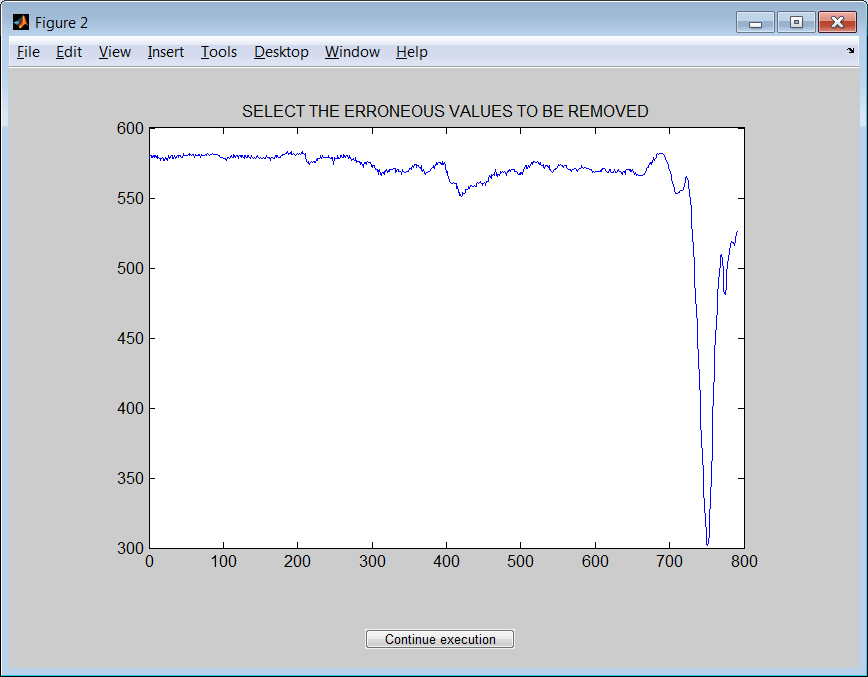 Figure 2
File Edit View Insert Tools Desktop Window Help
SELECT THE ERRONEOUS VALUES TO BE REMOVED
600
550
500
450
400
350
300
0 100 200 300 400 500 600 700 800
Continue execution